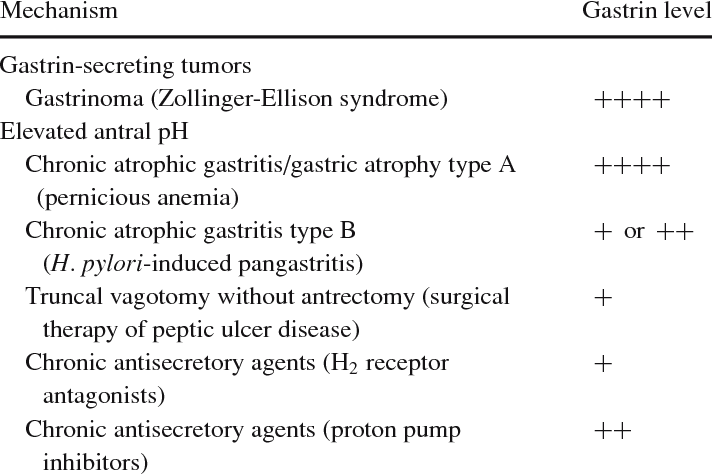 Mechanism Gastrin level
Gastrin-secreting tumors
Gastrinoma (Zollinger-Ellison syndrome) ++++
Elevated antral pH
Chronic atrophic gastritis/gastric atrophy type A ++++
(pernicious anemia)
Chronic atrophic gastritis type B + or ++
(H. pylori-induced pangastritis)
Truncal vagotomy without antrectomy (surgical +
therapy of peptic ulcer disease)
Chronic antisecretory agents (H₂ receptor +
antagonists)
Chronic antisecretory agents (proton pump ++
inhibitors)